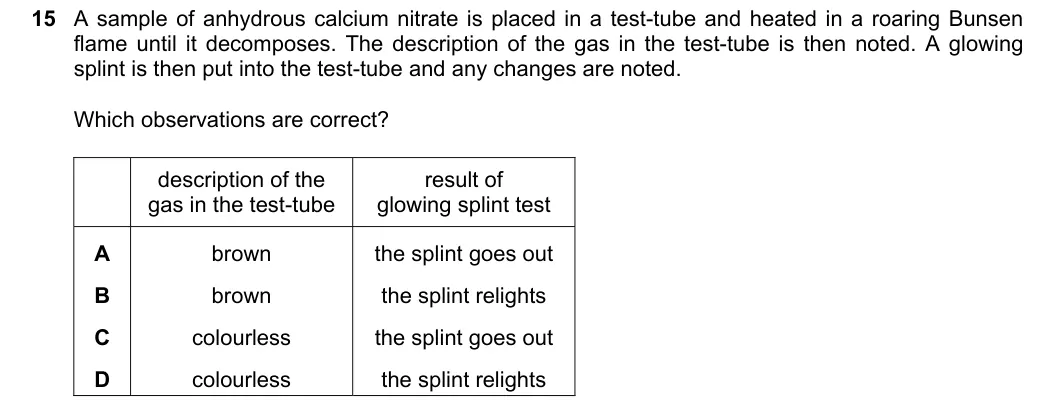 15 A sample of anhydrous calcium nitrate is placed in a test-tube and heated in a roaring Bunsen
flame until it decomposes. The description of the gas in the test-tube is then noted. A glowing
splint is then put into the test-tube and any changes are noted.
Which observations are correct?
description of the
gas in the test-tube
result of
glowing splint test
A brown the splint goes out
B brown the splint relights
C colourless the splint goes out
D colourless the splint relights